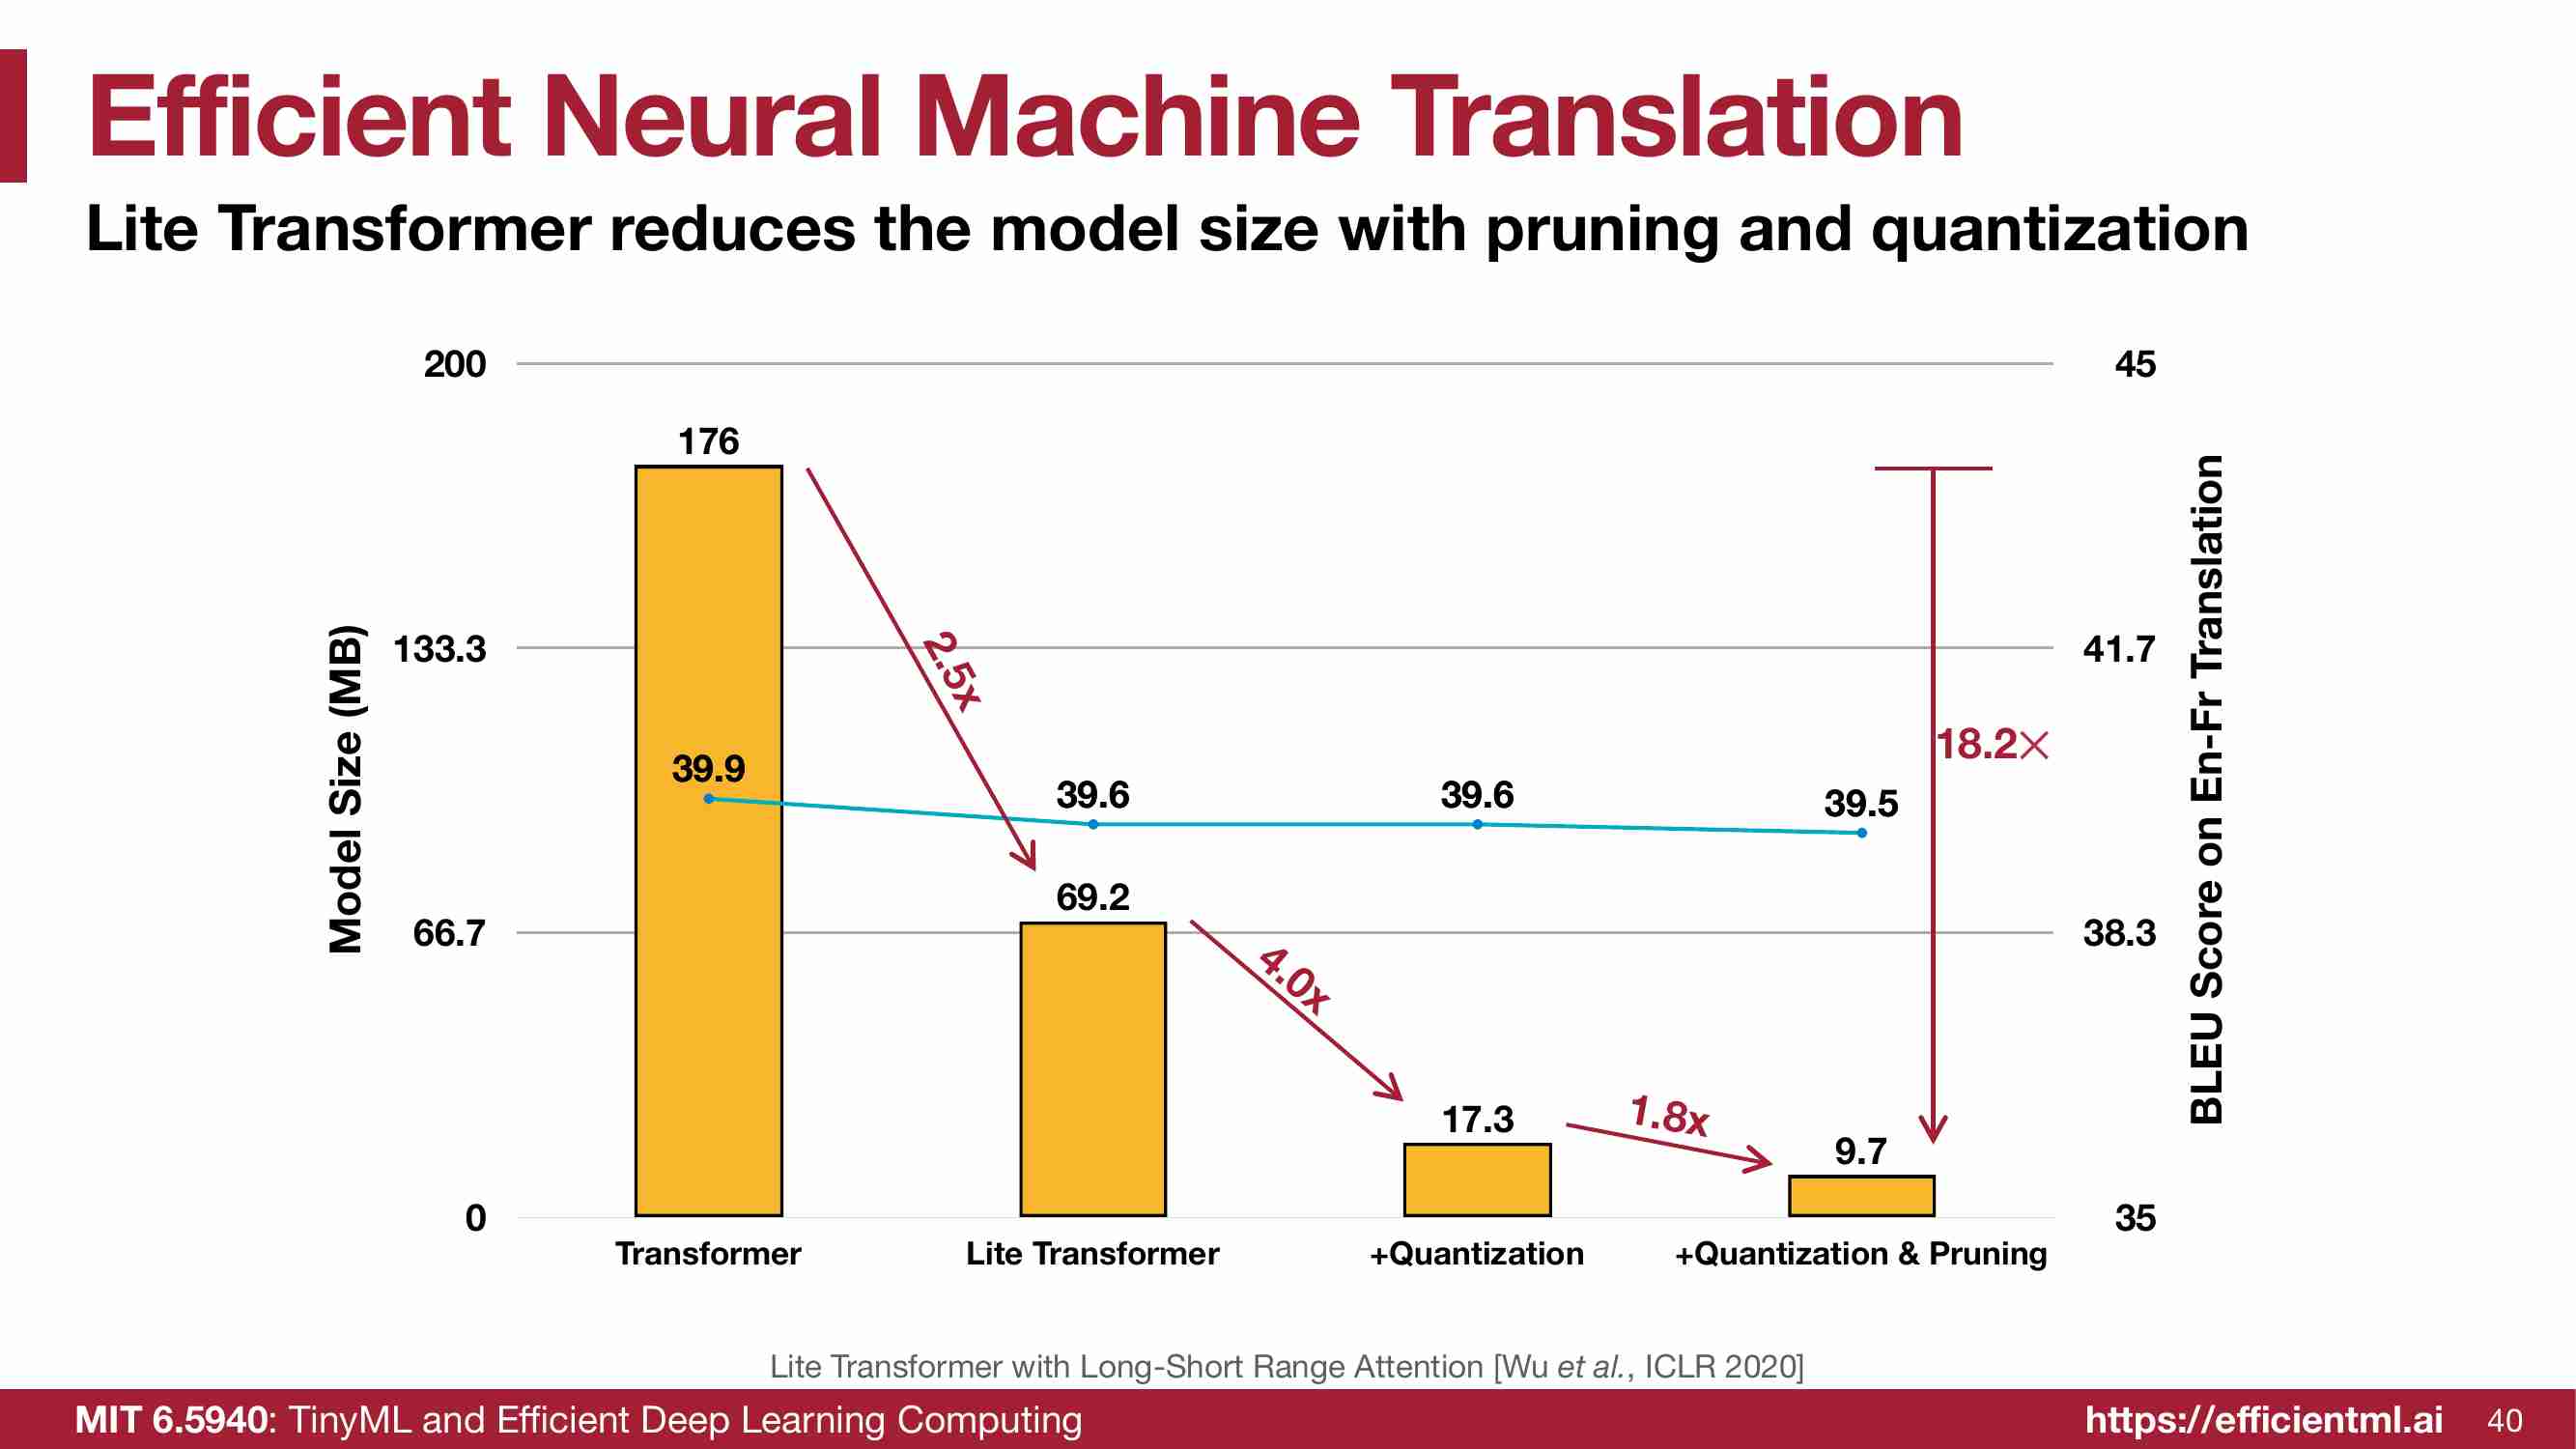 Efficient Neural Machine Translation
Lite Transformer reduces the model size with pruning and quantization
200
133.3
66.7
0
Model Size (MB)
176
39.9
2.5x
39.6
69.2
4.0x
39.6
17.3
1.8x
39.5
9.7
18.2×
45
41.7
38.3
35
BLEU Score on En-Fr Translation
Transformer
Lite Transformer
+Quantization
+Quantization & Pruning
Lite Transformer with Long-Short Range Attention [Wu et al., ICLR 2020]
MIT 6.5940: TinyML and Efficient Deep Learning Computing
https://efficientml.ai
40